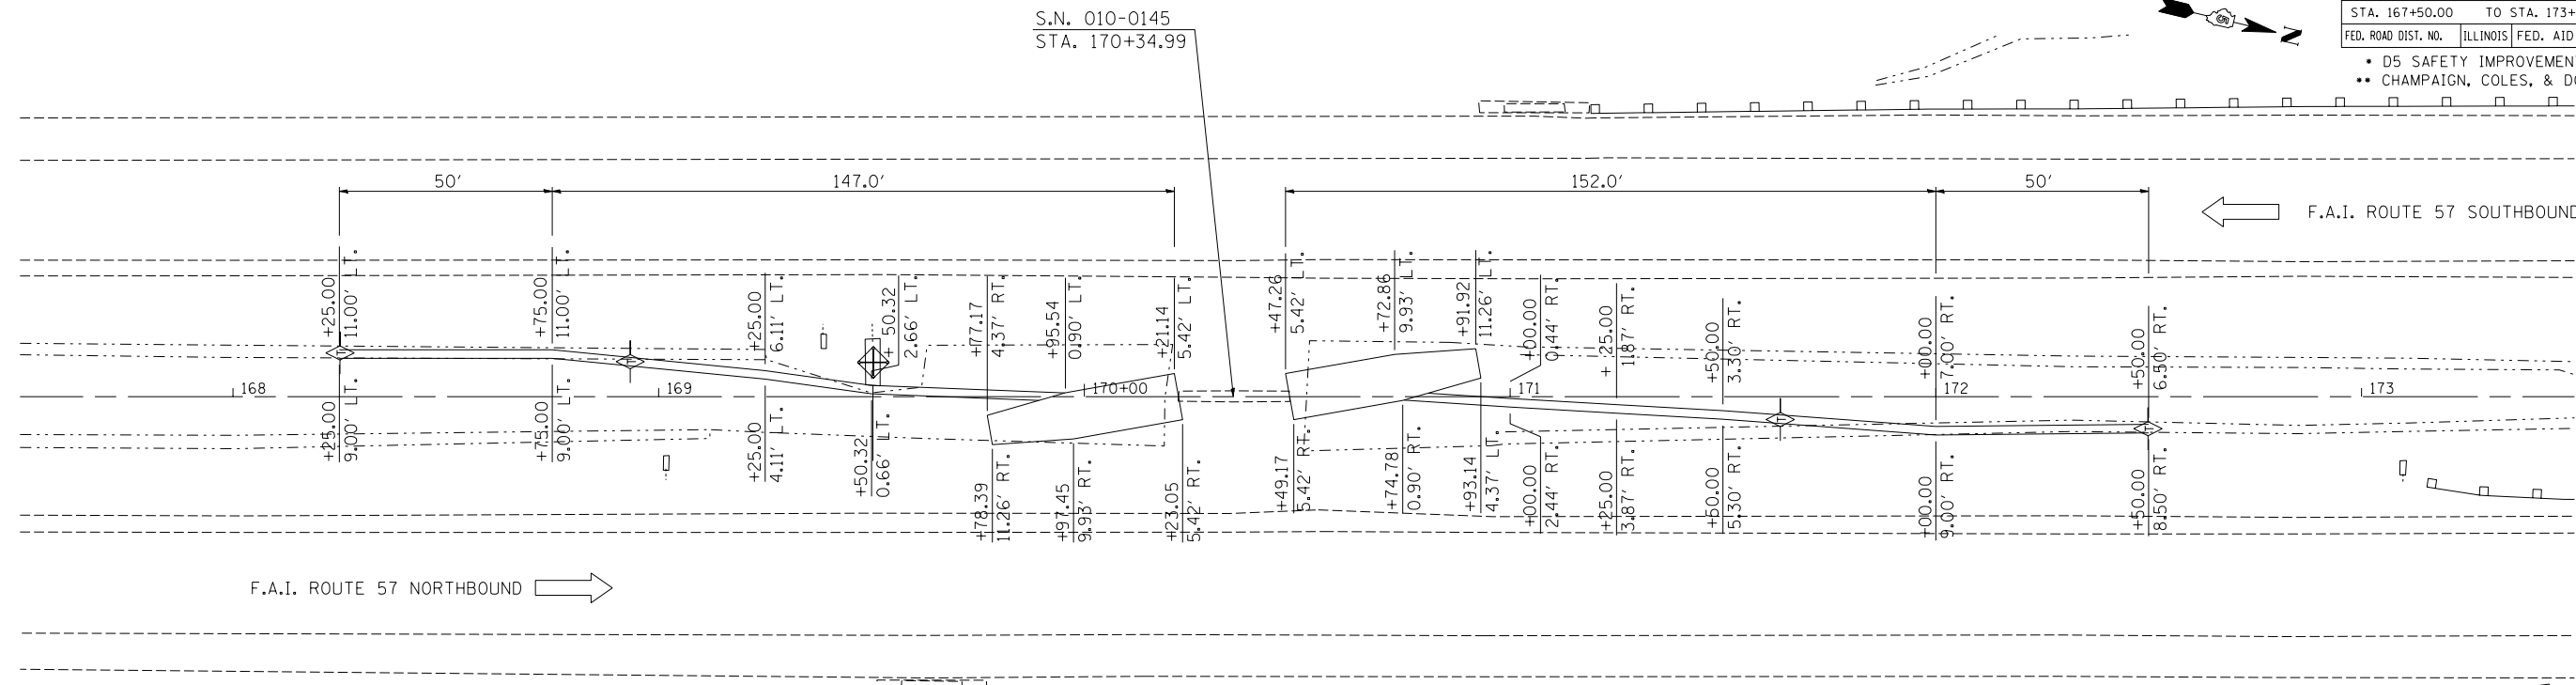 S.N. 010-0145
STA. 170+34.99
N
STA. 167+50.00 TO STA. 173+
FED. ROAD DIST. NO. ILLINOIS FED. AID
* D5 SAFETY IMPROVEMEN
** CHAMPAIGN, COLES, & D
50'
147.0'
152.0'
50'
F.A.I. ROUTE 57 SOUTHBOUND
+25.00
11.00' LT.
+75.00
11.00' LT.
+25.00
6.11' LT.
+50.32
2.66' LT.
+77.17
4.37' RT.
+95.54
0.90' LT.
+21.14
5.42' LT.
+47.26
5.42' LT.
+72.86
9.93' LT.
+91.92
11.26' LT.
+00.00
0.44' RT.
+25.00
1.87' RT.
+50.00
3.30' RT.
+00.00
7.00' RT.
+50.00
6.50' RT.
T
T
T
T
168
169
170+00
171
172
173
+25.00
9.00' LT.
+75.00
9.00' LT.
+25.00
4.11' LT.
+50.32
0.66' LT.
+78.39
11.26' RT.
+97.45
9.93' RT.
+23.05
5.42' RT.
+49.17
5.42' RT.
+74.78
0.90' RT.
+93.14
4.37' LT.
+00.00
2.44' RT.
+25.00
3.87' RT.
+50.00
5.30' RT.
+00.00
9.00' RT.
+50.00
8.50' RT.
F.A.I. ROUTE 57 NORTHBOUND